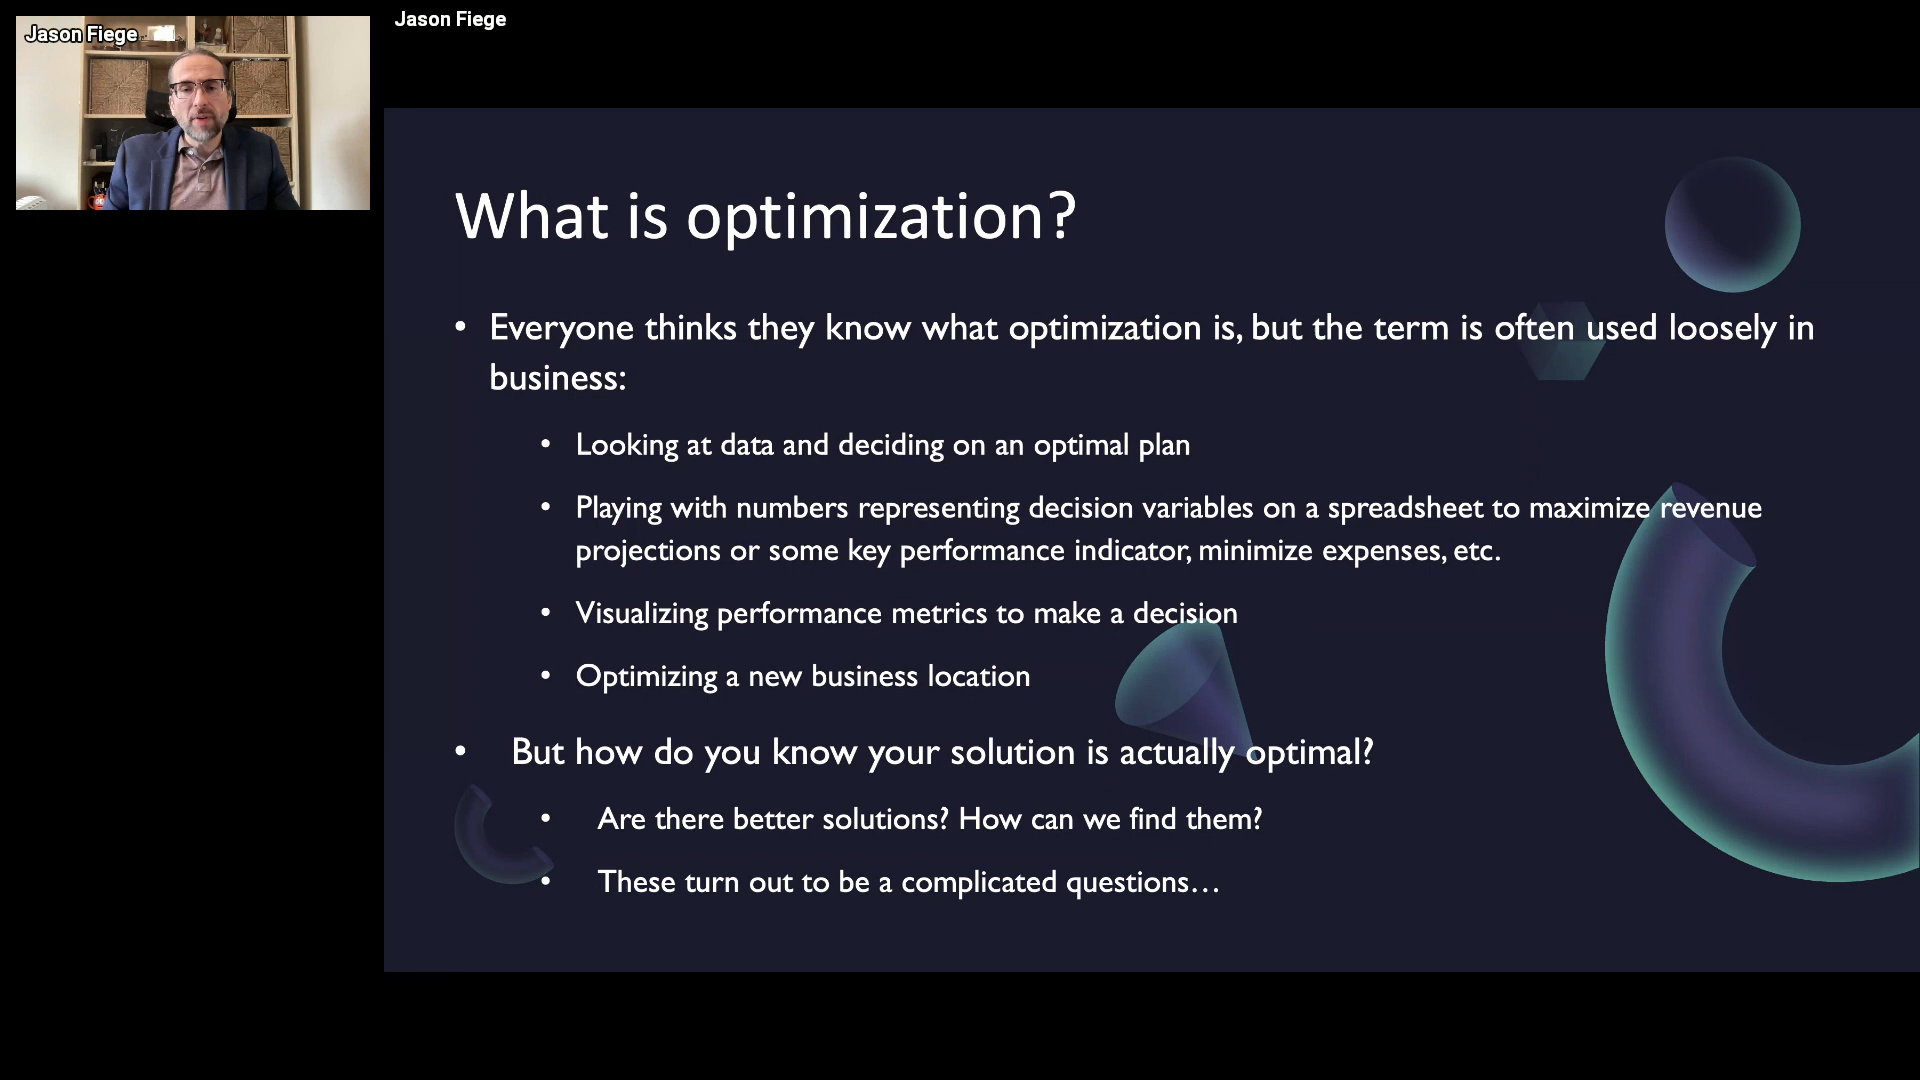 Jason Fiege
Jason Fiege
What is optimization?
• Everyone thinks they know what optimization is, but the term is often used loosely in
business:
• Looking at data and deciding on an optimal plan
• Playing with numbers representing decision variables on a spreadsheet to maximize revenue
projections or some key performance indicator, minimize expenses, etc.
• Visualizing performance metrics to make a decision
• Optimizing a new business location
• But how do you know your solution is actually optimal?
• Are there better solutions? How can we find them?
• These turn out to be a complicated questions…